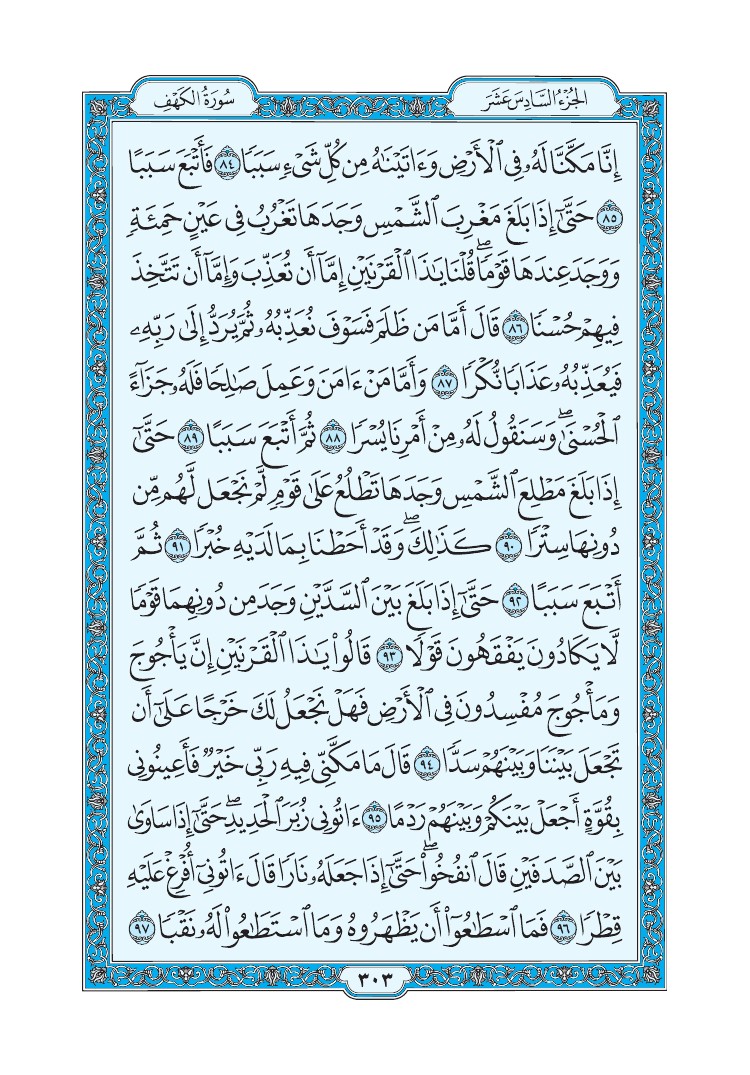 الجُزْءُ السَّادِسَ عَشَرَ
سُورَةُ الكَهْفِ
إِنَّا مَكَّنَّا لَهُۥ فِي ٱلْأَرْضِ وَءَاتَيْنَٰهُ مِن كُلِّ شَيْءٍ سَبَبًا ٨٤ فَأَتْبَعَ سَبَبًا
٨٥ حَتَّىٰٓ إِذَا بَلَغَ مَغْرِبَ ٱلشَّمْسِ وَجَدَهَا تَغْرُبُ فِي عَيْنٍ حَمِئَةٍ
وَوَجَدَ عِندَهَا قَوْمًاۖ قُلْنَا يَٰذَا ٱلْقَرْنَيْنِ إِمَّآ أَن تُعَذِّبَ وَإِمَّآ أَن تَتَّخِذَ
فِيهِمْ حُسْنًا ٨٦ قَالَ أَمَّا مَن ظَلَمَ فَسَوْفَ نُعَذِّبُهُۥ ثُمَّ يُرَدُّ إِلَىٰ رَبِّهِۦ
فَيُعَذِّبُهُۥ عَذَابًا نُّكْرًا ٨٧ وَأَمَّا مَنْ ءَامَنَ وَعَمِلَ صَٰلِحًا فَلَهُۥ جَزَآءً
ٱلْحُسْنَىٰۖ وَسَنَقُولُ لَهُۥ مِنْ أَمْرِنَا يُسْرًا ٨٨ ثُمَّ أَتْبَعَ سَبَبًا ٨٩ حَتَّىٰٓ
إِذَا بَلَغَ مَطْلِعَ ٱلشَّمْسِ وَجَدَهَا تَطْلُعُ عَلَىٰ قَوْمٍ لَّمْ نَجْعَل لَّهُم مِّن
دُونِهَا سِتْرًا ٩٠ كَذَٰلِكَۖ وَقَدْ أَحَطْنَا بِمَا لَدَيْهِ خُبْرًا ٩١ ثُمَّ
أَتْبَعَ سَبَبًا ٩٢ حَتَّىٰٓ إِذَا بَلَغَ بَيْنَ ٱلسَّدَّيْنِ وَجَدَ مِن دُونِهِمَا قَوْمًا
لَّا يَكَادُونَ يَفْقَهُونَ قَوْلًا ٩٣ قَالُوا۟ يَٰذَا ٱلْقَرْنَيْنِ إِنَّ يَأْجُوجَ
وَمَأْجُوجَ مُفْسِدُونَ فِي ٱلْأَرْضِ فَهَلْ نَجْعَلُ لَكَ خَرْجًا عَلَىٰٓ أَن
تَجْعَلَ بَيْنَنَا وَبَيْنَهُمْ سَدًّا ٩٤ قَالَ مَا مَكَّنِّي فِيهِ رَبِّي خَيْرٌ فَأَعِينُونِي
بِقُوَّةٍ أَجْعَلْ بَيْنَكُمْ وَبَيْنَهُمْ رَدْمًا ٩٥ ءَاتُونِي زُبَرَ ٱلْحَدِيدِۖ حَتَّىٰٓ إِذَا سَاوَىٰ
بَيْنَ ٱلصَّدَفَيْنِ قَالَ ٱنفُخُوا۟ۖ حَتَّىٰٓ إِذَا جَعَلَهُۥ نَارًا قَالَ ءَاتُونِيٓ أُفْرِغْ عَلَيْهِ
قِطْرًا ٩٦ فَمَا ٱسْطَٰعُوٓا۟ أَن يَظْهَرُوهُ وَمَا ٱسْتَطَٰعُوا۟ لَهُۥ نَقْبًا ٩٧
٣٠٣